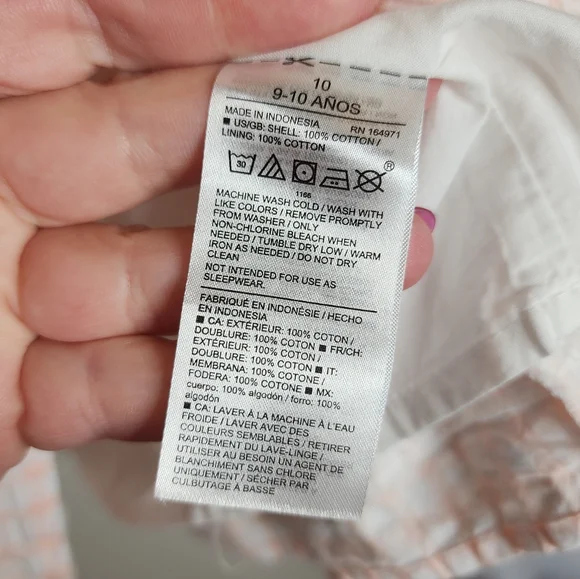 10
9-10 AÑOS
MADE IN INDONESIA
RN 164971
■ US/GB: SHELL: 100% COTTON /
LINING: 100% COTTON
30
®
1166
MACHINE WASH COLD / WASH WITH
LIKE COLORS / REMOVE PROMPTLY
FROM WASHER / ONLY
NON-CHLORINE BLEACH WHEN
NEEDED / TUMBLE DRY LOW / WARM
IRON AS NEEDED / DO NOT DRY
CLEAN
NOT INTENDED FOR USE AS
SLEEPWEAR.
FABRIQUÉ EN INDONÉSIE / HECHO
EN INDONESIA
■ CA: EXTÉRIEUR: 100% COTON /
DOUBLURE: 100% COTON ■ FR/CH:
EXTÉRIEUR: 100% COTON /
DOUBLURE: 100% COTON ■ IT:
MEMBRANA: 100% COTONE /
FODERA: 100% COTONE ■ MX:
cuerpo: 100% algodón / forro: 100%
algodón
■ CA: LAVER À LA MACHINE À L'EAU
FROIDE / LAVER AVEC DES
COULEURS SEMBLABLES / RETIRER
RAPIDEMENT DU LAVE-LINGE /
UTILISER AU BESOIN UN AGENT DE
BLANCHIMENT SANS CHLORE
UNIQUEMENT / SÉCHER PAR
CULBUTAGE À BASSE